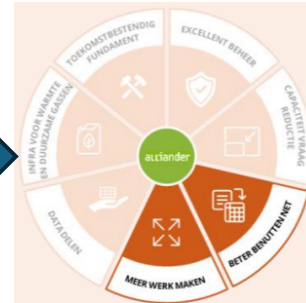 TOEKOMSTBESTENDIG
FUNDAMENT
EXCELLENT BEHEER
CAPACITEIT VRAAG
REDUCTIE
BETER BENUTTEN NET
MEER WERK MAKEN
DATA DELEN
INFRA VOOR WARMTE
EN DUURZAME GASSEN
alliander